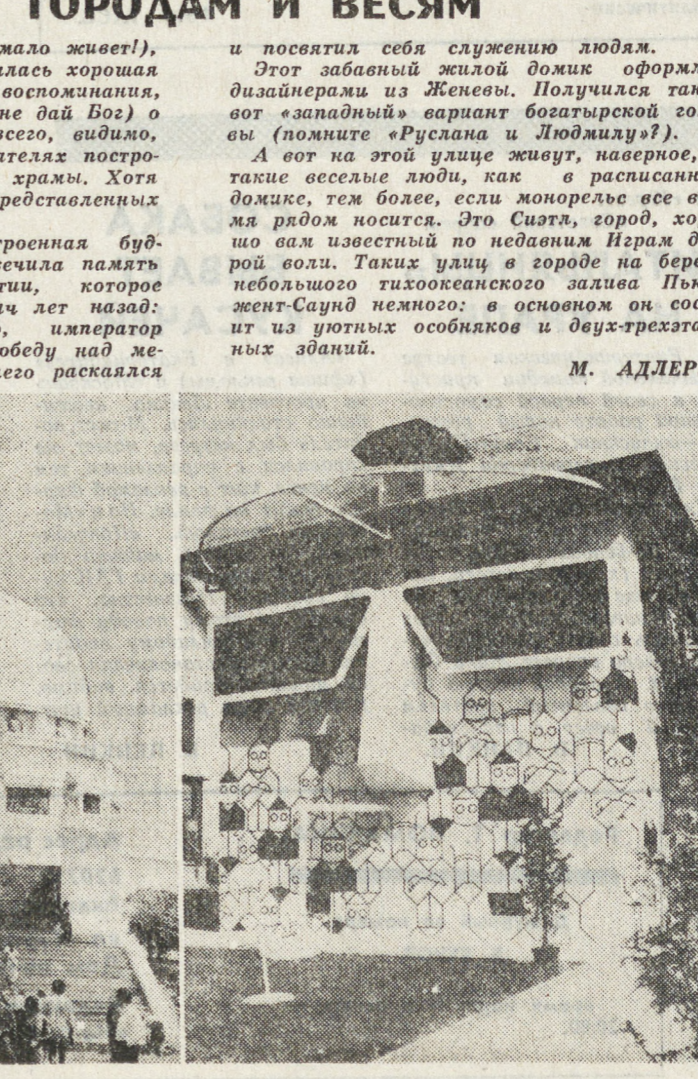 ГОРОДАМ И ВЕСЯМ
мало живет!),
илась хорошая
воспоминания,
не дай Бог) о
всего, видимо,
ателях постро-
храмы. Хотя
редставленных
троенная буд-
ечила память
тии, которое
яч лет назад:
император
обеду над ме-
него раскаялся
и посвятил себя служению людям.
Этот забавный жилой домик оформл
дизайнерами из Женевы. Получился так
вот «западный» вариант богатырской го
вы (помните «Руслана и Людмилу»?).
А вот на этой улице живут, наверное,
такие веселые люди, как в расписанн
домике, тем более, если монорельс все в
мя рядом носится. Это Сиэтл, город, хо
шо вам известный по недавним Играм д
рой воли. Таких улиц в городе на бере
небольшого тихоокеанского залива Пью
жент-Саунд немного: в основном он сос
ит из уютных особняков и двух-трехэта
ных зданий.
М. АДЛЕР